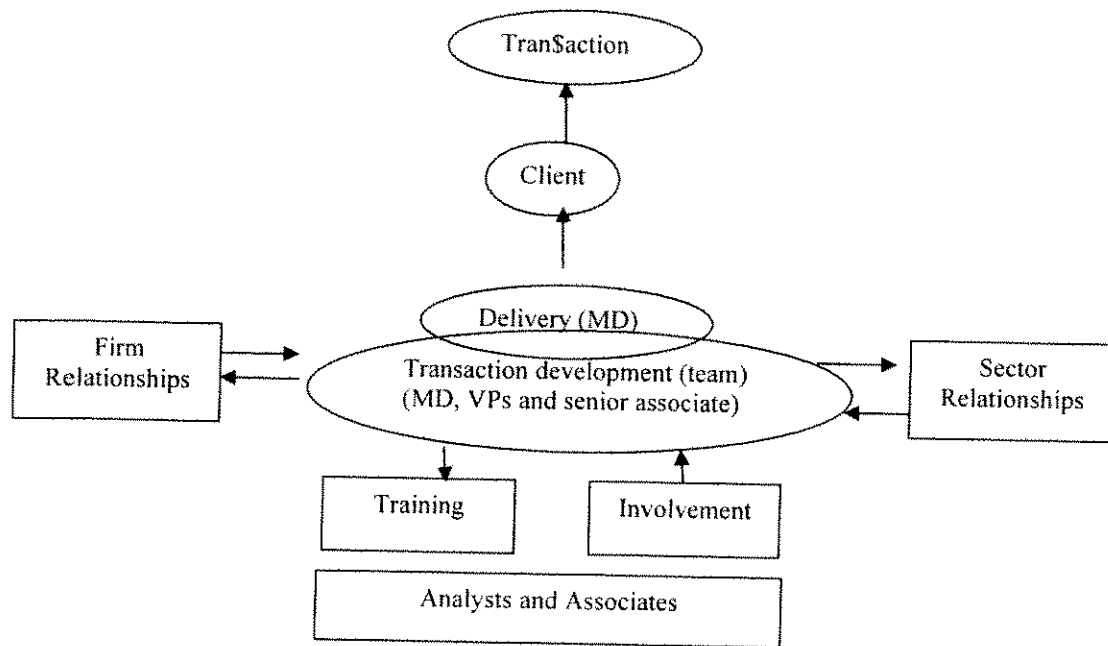 Tran$action
Client
Delivery (MD)
Firm
Relationships
Transaction development (team)
(MD, VPs and senior associate)
Sector
Relationships
Training
Involvement
Analysts and Associates